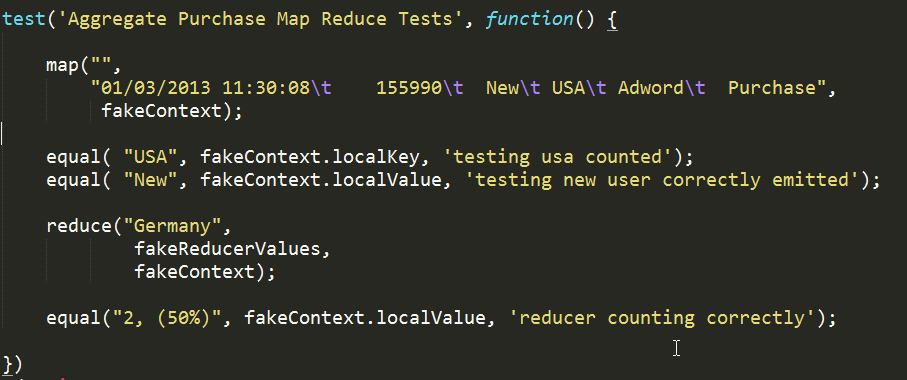 test('Aggregate Purchase Map Reduce Tests', function() {
map("",
"01/03/2013 11:30:08\t    155990\t  New\t USA\t Adword\t  Purchase",
fakeContext);
equal( "USA", fakeContext.localKey, 'testing usa counted');
equal( "New", fakeContext.localValue, 'testing new user correctly emitted');
reduce("Germany",
fakeReducerValues,
fakeContext);
equal("2, (50%)", fakeContext.localValue, 'reducer counting correctly');
})